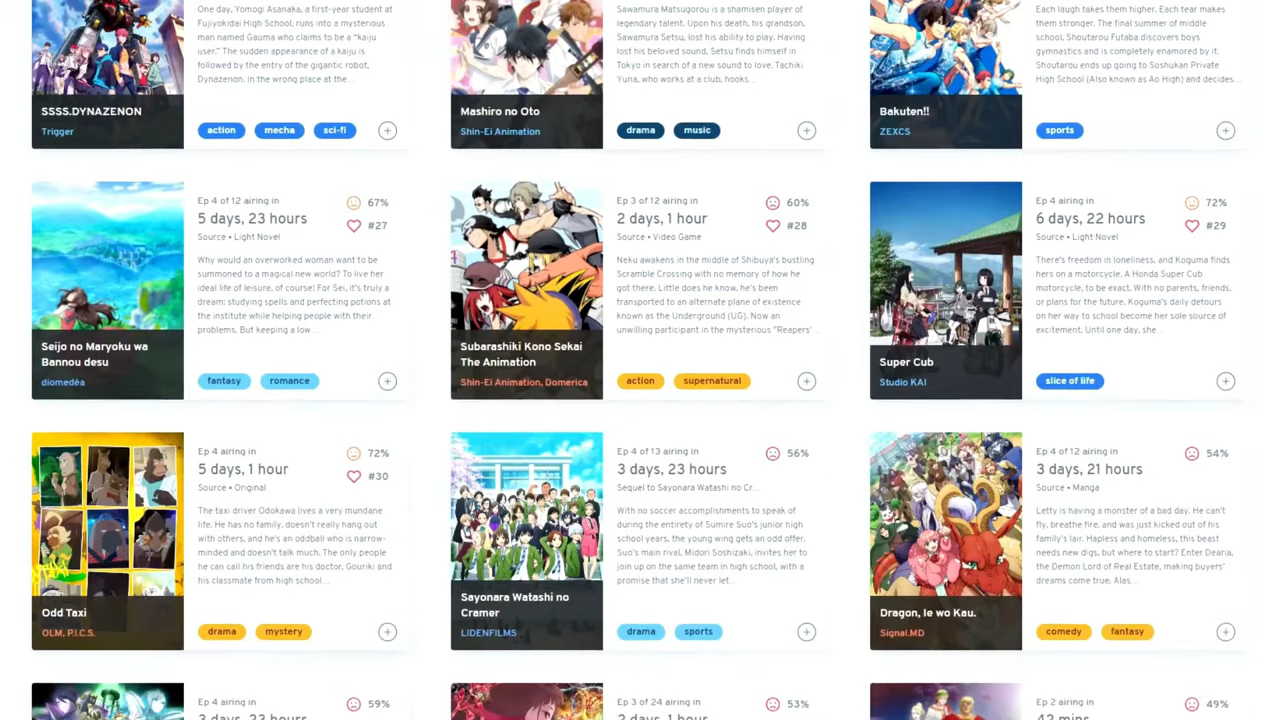 One day, Yomogi Asanaka, a first-year student at
Fujiyokidai High School, runs into a mysterious
man named Gauma who claims to be a "kaiju
user." The sudden appearance of a kaiju is
followed by the entry of the gigantic robot,
Dynazenon. in the wrong place at the...
SSSS.DYNAZENON
Trigger
action
mecha
sci-fi
Sawamura Matsugorou is a shamisen player of
legendary talent. Upon his death, his grandson,
Sawamura Setsu, lost his ability to play. Having
lost his beloved sound, Setsu finds himself in
Tokyo in search of a new sound to love. Tachiki
Yuna, who works at a club, hooks...
Mashiro no Oto
Shin-Ei Animation
drama
music
Each laugh takes them higher. Each tear makes
them stronger. The final summer of middle
school, Shoutarou Futaba discovers boys
gymnastics and is completely enamored by it.
Shoutarou ends up going to Soshukan Private
High School (Also known as Ao High) and decides...
Bakuten!!
ZEXCS
sports
Ep 4 of 12 airing in
5 days, 23 hours
Source • Light Novel
67%
#27
Why would an overworked woman want to be
summoned to a magical new world? To live her
ideal life of leisure, of course! For Sei, it's truly a
dream: studying spells and perfecting potions at
the institute while helping people with their
problems. But keeping a low...
Seijo no Maryoku wa
Bannou desu
diomedéa
fantasy
romance
Ep 3 of 12 airing in
2 days, 1 hour
Source • Video Game
60%
#28
Neku awakens in the middle of Shibuya's bustling
Scramble Crossing with no memory of how he
got there. Little does he know, he's been
transported to an alternate plane of existence
known as the Underground (UG). Now an
unwilling participant in the mysterious "Reapers'...
Subarashiki Kono Sekai
The Animation
Shin-Ei Animation, Domerica
action
supernatural
Ep 4 airing in
6 days, 22 hours
Source • Light Novel
72%
#29
There's freedom in loneliness, and Koguma finds
hers on a motorcycle. A Honda Super Cub
motorcycle, to be exact. With no parents, friends,
or plans for the future, Koguma's daily detours
on her way to school become her sole source of
excitement. Until one day, she...
Super Cub
Studio KAI
slice of life
Ep 4 airing in
5 days, 1 hour
Source • Original
72%
#30
The taxi driver Odokawa lives a very mundane
life. He has no family, doesn't really hang out
with others, and he's an oddball who is narrow-
minded and doesn't talk much. The only people
he can call his friends are his doctor, Gouriki and
his classmate from high school...
Odd Taxi
OLM, P.I.C.S.
drama
mystery
Ep 4 of 13 airing in
3 days, 23 hours
Sequel to Sayonara Watashi no Cr...
56%
With no soccer accomplishments to speak of
during the entirety of Sumire Suo's junior high
school years, the young wing gets an odd offer.
Suo's main rival, Midori Soshizaki, invites her to
join up on the same team in high school, with a
promise that she'll never let...
Sayonara Watashi no
Cramer
LIDENFILMS
drama
sports
Ep 4 of 12 airing in
3 days, 21 hours
Source • Manga
54%
Letty is having a monster of a bad day. He can't
fly, breathe fire, and was just kicked out of his
family's lair. Hapless and homeless, this beast
needs new digs, but where to start? Enter Dearia,
the Demon Lord of Real Estate, making buyers'
dreams come true. Alas...
Dragon, Ie wo Kau.
Signal.MD
comedy
fantasy
Ep 4 airing in
3 days, 23 hours
59%
Ep 3 of 24 airing in
2 days, 1 hour
53%
Ep 2 airing in
42 mins
49%